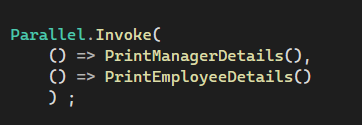 Parallel.Invoke(
() => PrintManagerDetails(),
() => PrintEmployeeDetails()
) ;